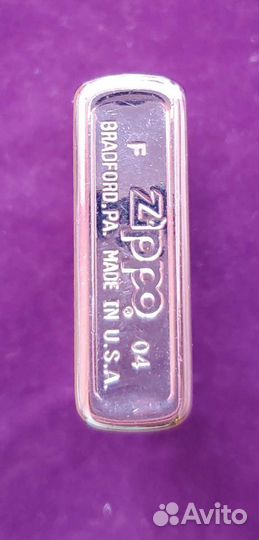 F zippo ® 04
BRADFORD, PA. MADE IN U.S.A.
Avito